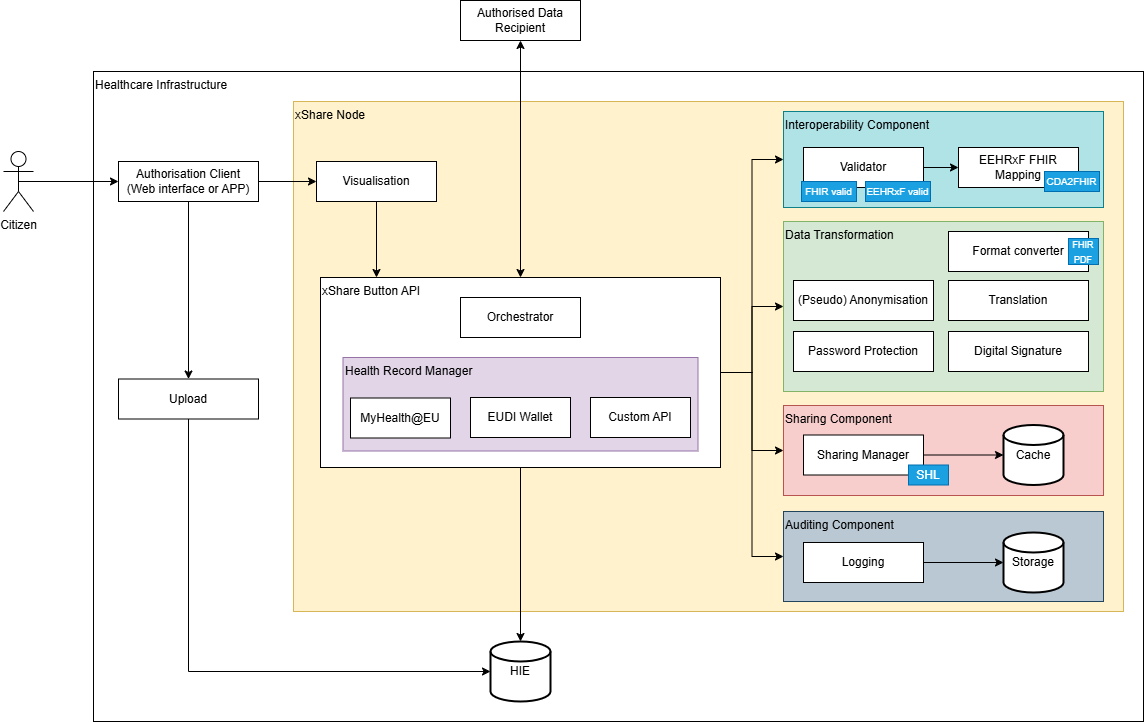 Authorised Data
Recipient
Healthcare Infrastructure
xShare Node
Citizen
Authorisation Client
(Web interface or APP)
Visualisation
Upload
xShare Button API
Orchestrator
Health Record Manager
MyHealth@EU
EUDI Wallet
Custom API
Interoperability Component
Validator
FHIR valid
EEHRxF valid
EEHRxF FHIR
Mapping
CDA2FHIR
Data Transformation
Format converter
FHIR
PDF
(Pseudo) Anonymisation
Translation
Password Protection
Digital Signature
Sharing Component
Sharing Manager
SHL
Cache
Auditing Component
Logging
Storage
HIE